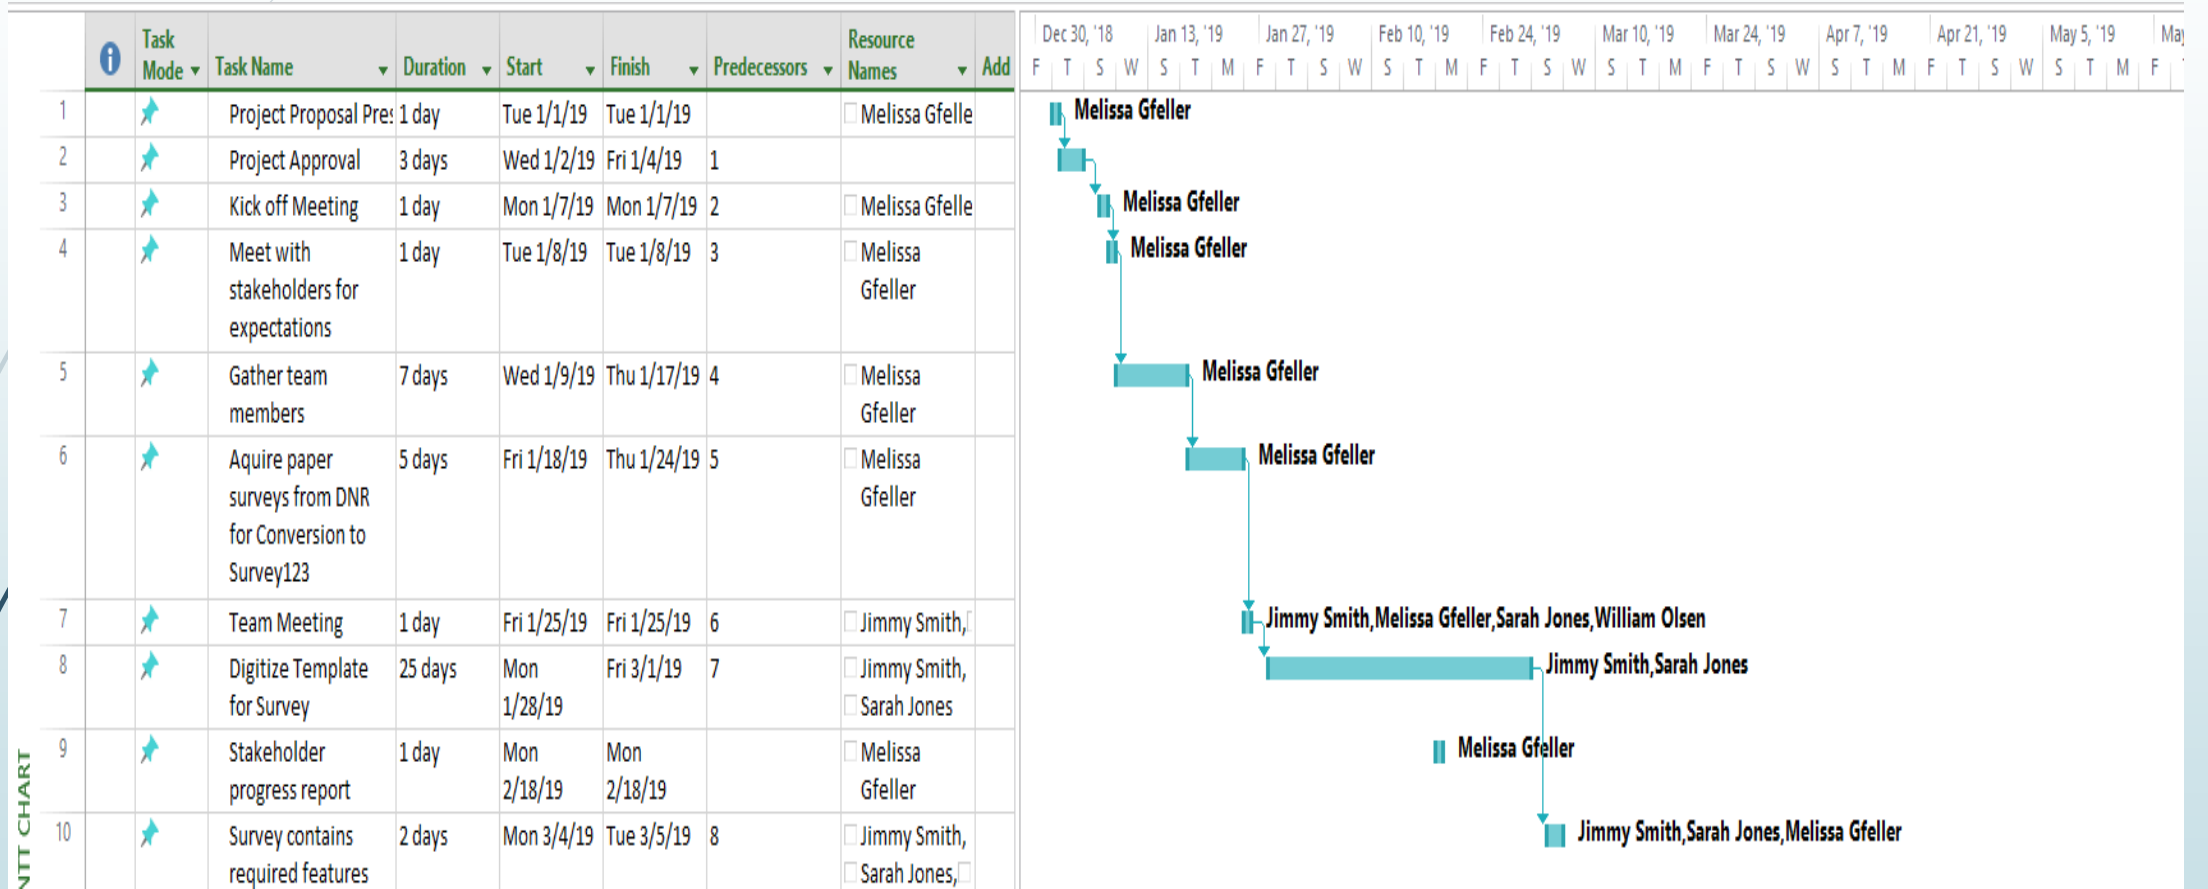 Task Mode Task Name Duration Start Finish Predecessors Resource Names Add
Dec 30, '18 Jan 13, '19 Jan 27, '19 Feb 10, '19 Feb 24, '19 Mar 10, '19 Mar 24, '19 Apr 7, '19 Apr 21, '19 May 5, '19
F T S W S T M F T S W S T M F T S W S T M F T S W S T M F T S W S T M F
1 Project Proposal Pres 1 day Tue 1/1/19 Tue 1/1/19 Melissa Gfelle
Melissa Gfeller
2 Project Approval 3 days Wed 1/2/19 Fri 1/4/19 1
3 Kick off Meeting 1 day Mon 1/7/19 Mon 1/7/19 2 Melissa Gfelle
Melissa Gfeller
4 Meet with 1 day Tue 1/8/19 Tue 1/8/19 3 Melissa
stakeholders for Gfeller
expectations
Melissa Gfeller
5 Gather team 7 days Wed 1/9/19 Thu 1/17/19 4 Melissa
members Gfeller
Melissa Gfeller
6 Aquire paper 5 days Fri 1/18/19 Thu 1/24/19 5 Melissa
surveys from DNR Gfeller
for Conversion to
Survey123
Melissa Gfeller
7 Team Meeting 1 day Fri 1/25/19 Fri 1/25/19 6 Jimmy Smith,
Jimmy Smith,Melissa Gfeller,Sarah Jones,William Olsen
8 Digitize Template 25 days Mon Fri 3/1/19 7 Jimmy Smith,
for Survey 1/28/19 Sarah Jones
Jimmy Smith,Sarah Jones
9 Stakeholder 1 day Mon Mon Melissa
progress report 2/18/19 2/18/19 Gfeller
Melissa Gfeller
10 Survey contains 2 days Mon 3/4/19 Tue 3/5/19 8 Jimmy Smith,
required features Sarah Jones,
Jimmy Smith,Sarah Jones,Melissa Gfeller
NTT CHART